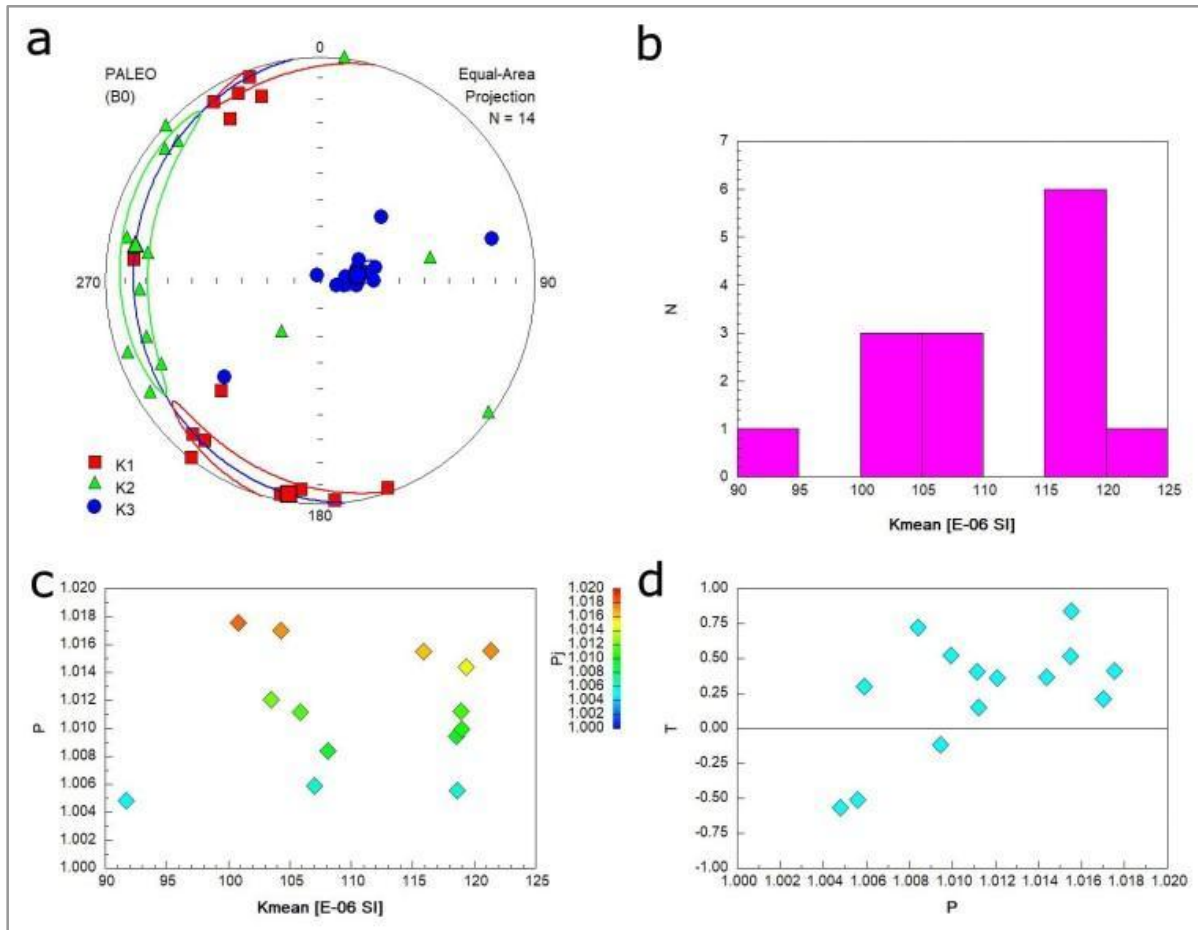 a
0
PALEO
(B0)
Equal-Area
Projection
N = 14
270
90
180
K1
K2
K3
b
7
6
5
4
3
2
1
0
N
90 95 100 105 110 115 120 125
Kmean [E-06 SI]
c
1.020
1.018
1.016
1.014
1.012
1.010
1.008
1.006
1.004
1.002
1.000
P
90 95 100 105 110 115 120 125
Kmean [E-06 SI]
Pj
1.020
1.018
1.016
1.014
1.012
1.010
1.008
1.006
1.004
1.002
1.000
d
1.00
0.75
0.50
0.25
0.00
-0.25
-0.50
-0.75
-1.00
T
1.000 1.002 1.004 1.006 1.008 1.010 1.012 1.014 1.016 1.018 1.020
P